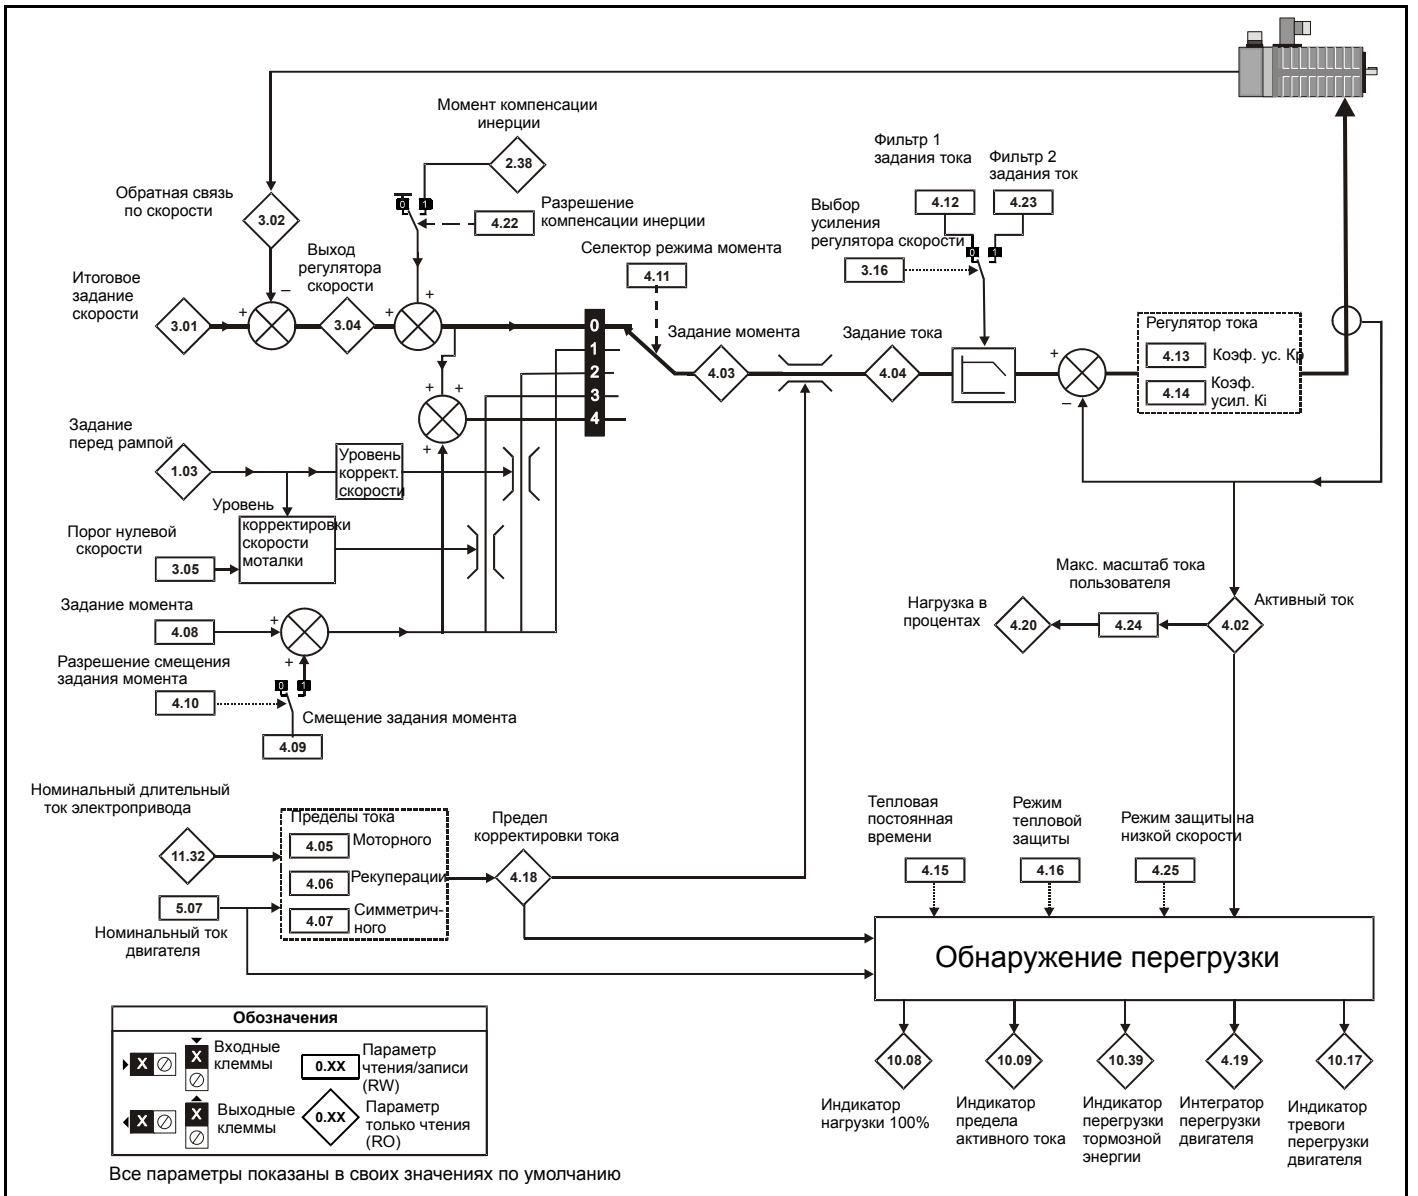 Момент компенсации
инерции
2.38
Фильтр 1
задания тока
Фильтр 2
задания ток
4.12
4.23
Обратная связь
по скорости
3.02
0 1
4.22
Разрешение
компенсации инерции
Выбор
усиления
регулятора скорости
0 1
3.16
Селектор режима момента
4.11
Итоговое
задание
скорости
3.01
Выход
регулятора
скорости
3.04
+
–
+
+
0
1
2
3
4
Задание момента
4.03
Задание тока
4.04
+
–
Регулятор тока
4.13
Коэф. ус. Кр
4.14
Коэф.
усил. Кi
+ +
+
Задание
перед рампой
1.03
Уровень
коррект.
скорости
Уровень
корректировки
скорости
моталки
Порог нулевой
скорости
3.05
Задание момента
4.08
+
+
Разрешение смещения
задания момента
4.10
0 1
Смещение задания момента
4.09
Макс. масштаб тока
пользователя
Нагрузка в
процентах
4.20
4.24
4.02
Активный ток
Номинальный длительный
ток электропривода
11.32
5.07
Номинальный ток
двигателя
Пределы тока
4.05
Моторного
4.06
Рекуперации
4.07
Симметрич-
ного
Предел
корректировки тока
4.18
Тепловая
постоянная
времени
4.15
Режим
тепловой
защиты
4.16
Режим защиты на
низкой скорости
4.25
Обнаружение перегрузки
10.08
10.09
10.39
4.19
10.17
Индикатор
нагрузки 100%
Индикатор
предела
активного тока
Индикатор
перегрузки
тормозной
энергии
Интегратор
перегрузки
двигателя
Индикатор
тревоги
перегрузки
двигателя
Обозначения
X
X
Входные
клеммы
0.XX
Параметр
чтения/записи
(RW)
X
X
Выходные
клеммы
0.XX
Параметр
только чтения
(RO)
Все параметры показаны в своих значениях по умолчанию